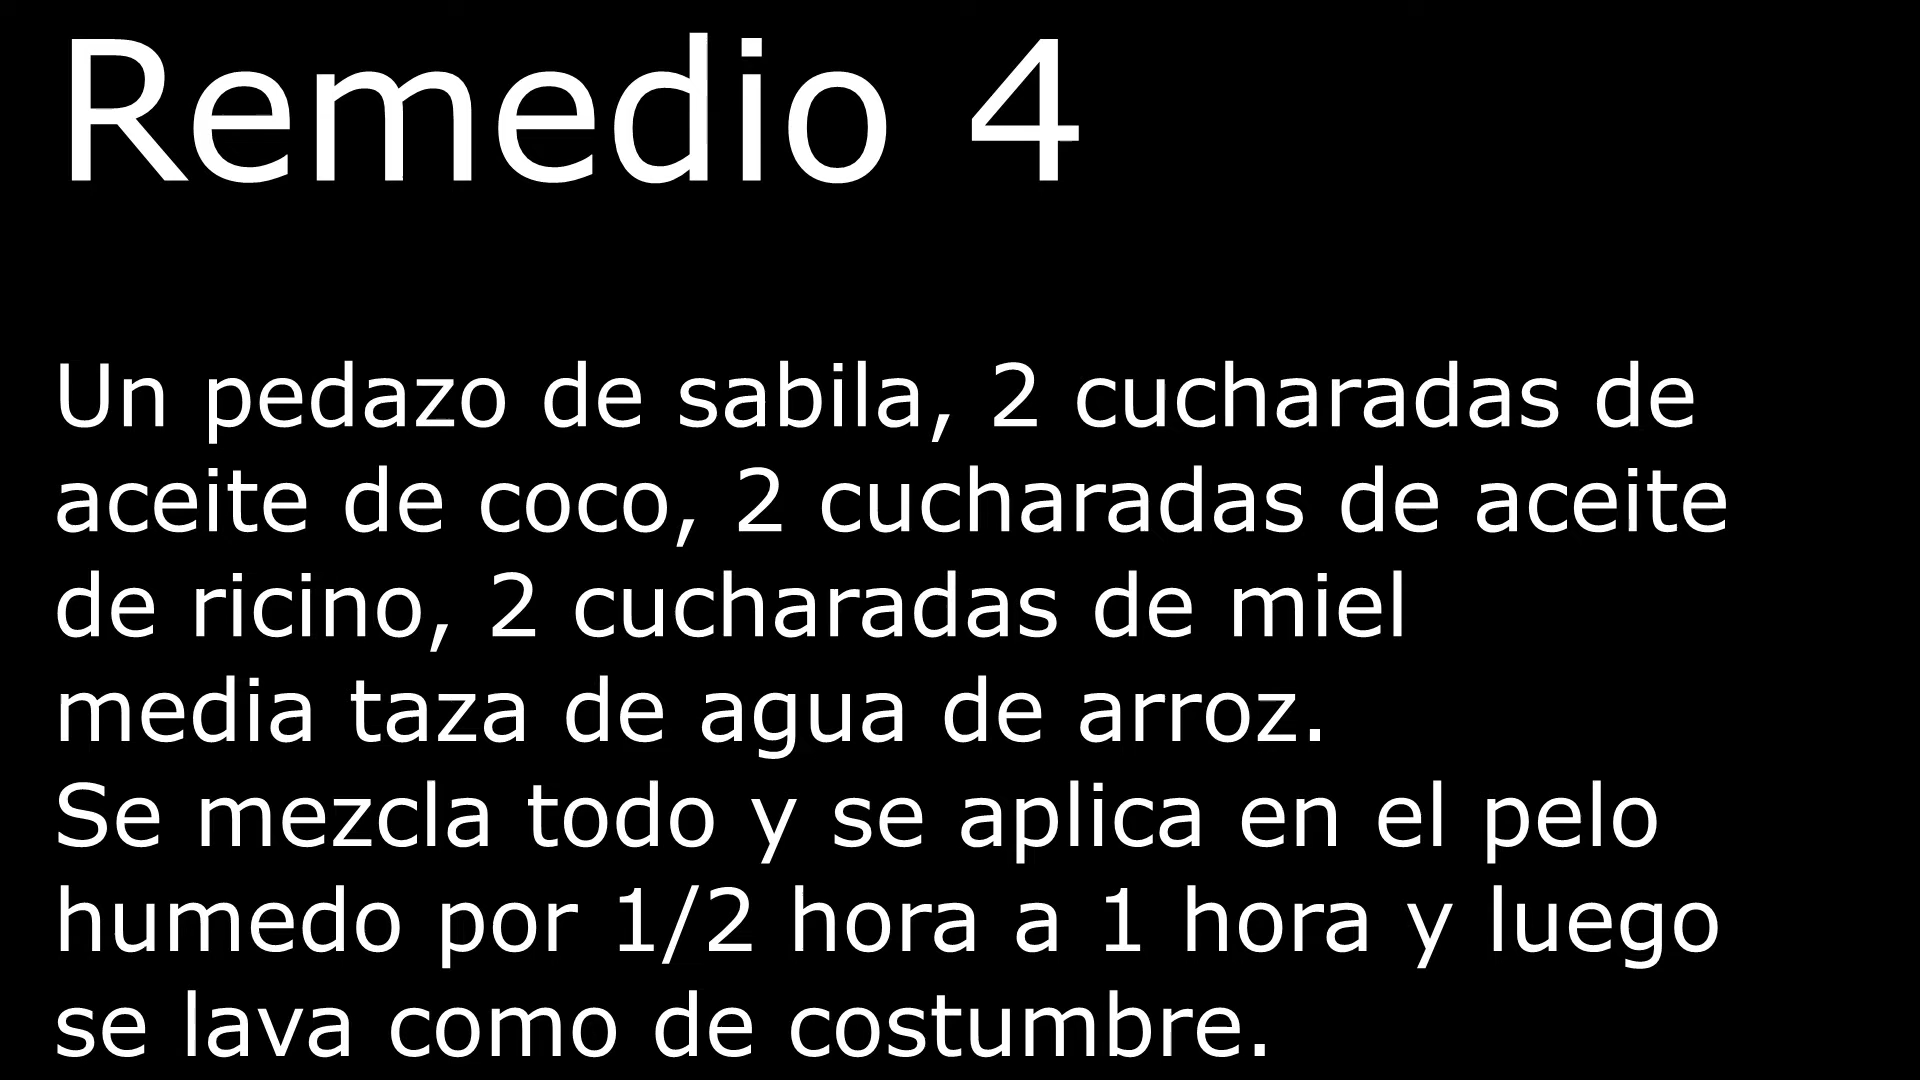 Remedio 4
Un pedazo de sabila, 2 cucharadas de
aceite de coco, 2 cucharadas de aceite
de ricino, 2 cucharadas de miel
media taza de agua de arroz.
Se mezcla todo y se aplica en el pelo
humedo por 1/2 hora a 1 hora y luego
se lava como de costumbre.